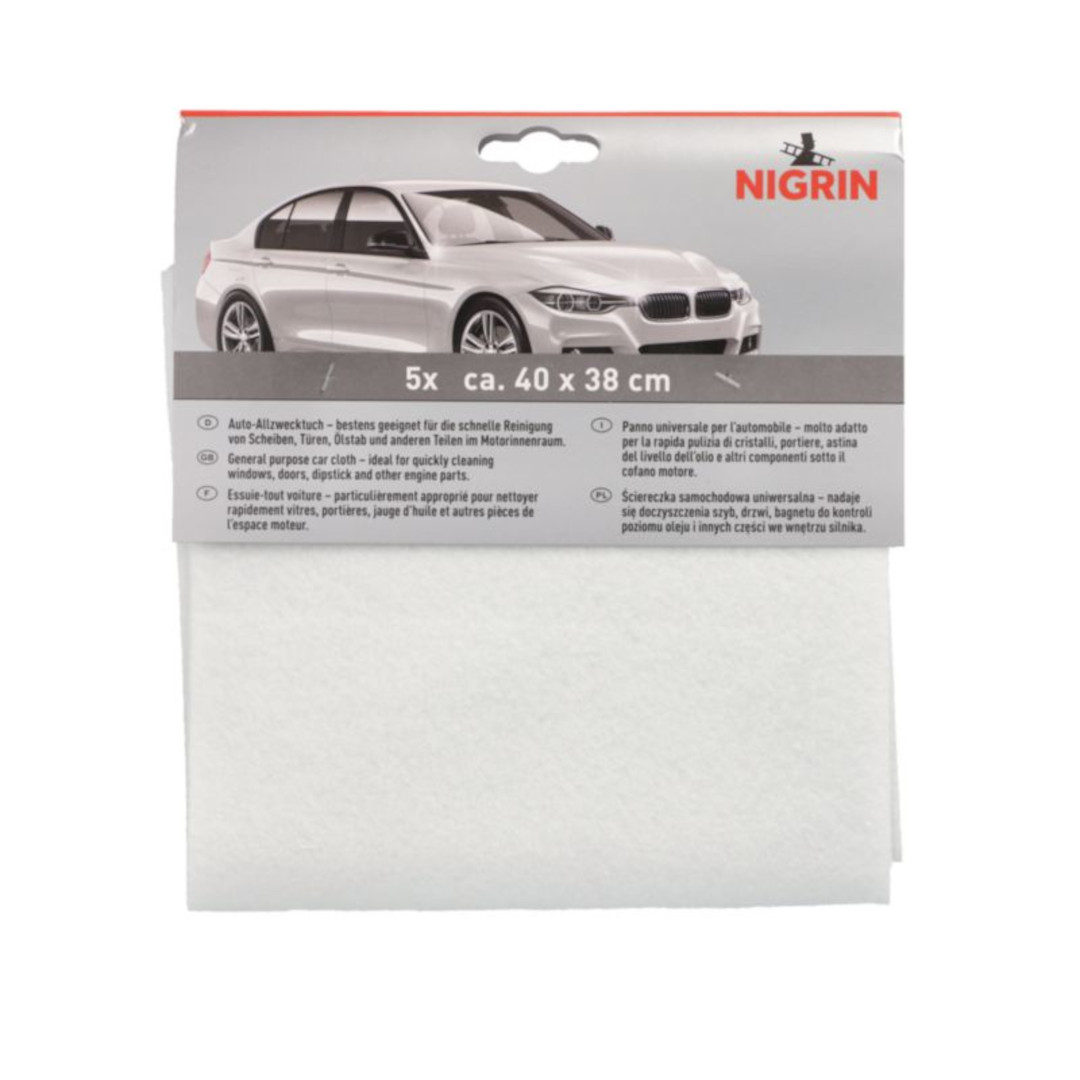 NIGRIN
5x ca. 40 x 38 cm
D Auto-Allzwecktuch – bestens geeignet für die schnelle Reinigung
von Scheiben, Türen, Ölstab und anderen Teilen im Motorinnenraum.
GB General purpose car cloth – ideal for quickly cleaning
windows, doors, dipstick and other engine parts.
F Essuie-tout voiture – particulièrement approprié pour nettoyer
rapidement vitres, portières, jauge d'huile et autres pièces de
l'espace moteur.
I Panno universale per l'automobile – molto adatto
per la rapida pulizia di cristalli, portiere, astina
del livello dell'olio e altri componenti sotto il
cofano motore.
PL Ściereczka samochodowa uniwersalna – nadaje
się doczyszczenia szyb, drzwi, bagnetu do kontroli
poziomu oleju i innych części we wnętrzu silnika.